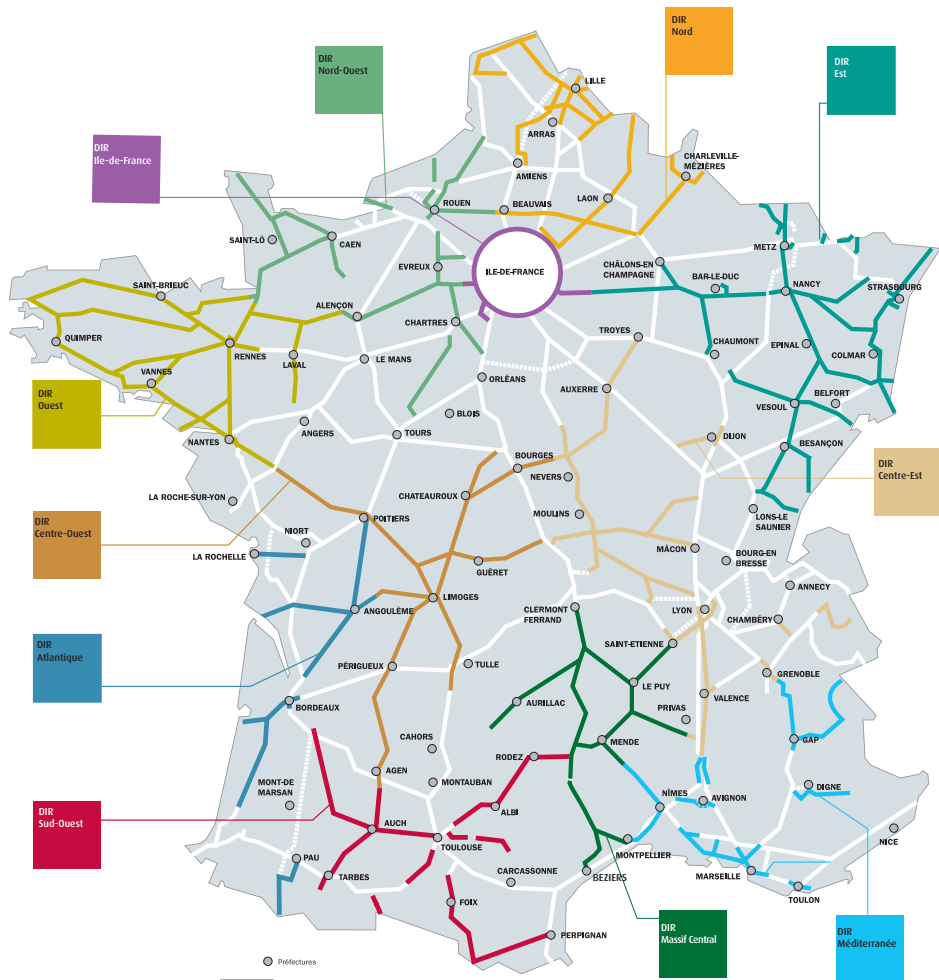 DIR
Nord
DIR
Nord-Ouest
DIR
Est
LILLE
ARRAS
DIR
Ile-de-France
CHARLEVILLE-
MÉZIÈRES
AMIENS
LAON
BEAUVAIS
ROUEN
SAINT-LÔ
CAEN
METZ
CHÂLONS-EN
CHAMPAGNE
EVREUX
ILE-DE-FRANCE
BAR-LE-DUC
NANCY
STRASBOURG
SAINT-BRIEUC
ALENÇON
CHARTRES
TROYES
QUIMPER
RENNES
LAVAL
LE MANS
CHAUMONT
EPINAL
COLMAR
VANNES
ORLÉANS
AUXERRE
DIR
Ouest
BLOIS
BELFORT
VESOUL
NANTES
ANGERS
TOURS
DIJON
BESANÇON
BOURGES
NEVERS
DIR
Centre-Est
LA ROCHE-SUR-YON
CHATEAUROUX
MOULINS
DIR
Centre-Ouest
NIORT
POITIERS
LONS-LE
SAUNIER
LA ROCHELLE
MÂCON
BOURG-EN
BRESSE
GUÉRET
ANNECY
LIMOGES
ANGOULÊME
CLERMONT
FERRAND
LYON
CHAMBÉRY
DIR
Atlantique
SAINT-ETIENNE
PÉRIGUEUX
TULLE
GRENOBLE
LE PUY
VALENCE
BORDEAUX
AURILLAC
PRIVAS
CAHORS
MENDE
GAP
RODEZ
AGEN
MONTAUBAN
MONT-DE
MARSAN
DIGNE
NÎMES
AVIGNON
DIR
Sud-Ouest
ALBI
AUCH
TOULOUSE
NICE
MONTPELLIER
PAU
TARBES
CARCASSONNE
BÉZIERS
MARSEILLE
TOULON
FOIX
PERPIGNAN
DIR
Massif Central
DIR
Méditerranée
Préfectures